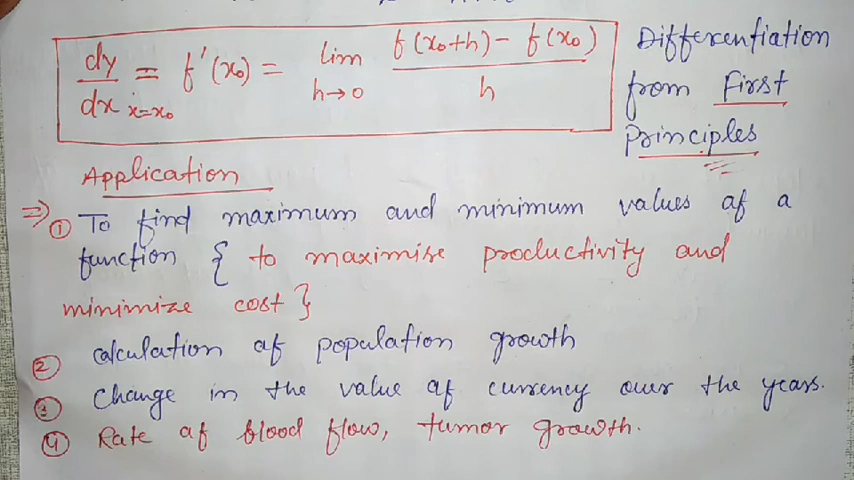 dy/dx x=x₀ = f'(x₀) = lim h→0 f(x₀+h) - f(x₀) / h
Differentiation
from First
Principles
Application
⇒ ① To find maximum and minimum values of a
function { to maximise productivity and
minimize cost }
② calculation of population growth
③ Change in the value of currency over the years.
④ Rate of blood flow, tumor growth.